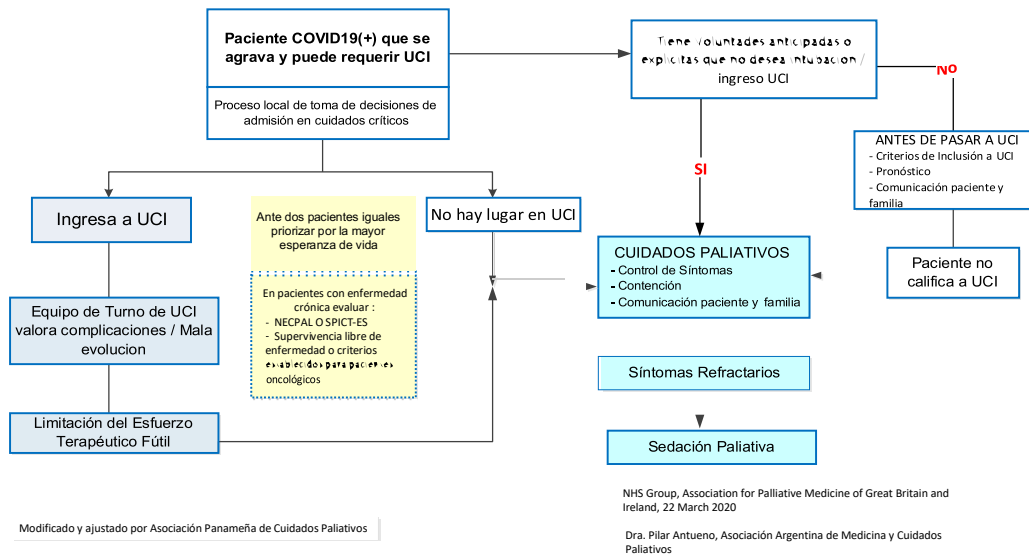 Paciente COVID19(+) que se
agrava y puede requerir UCI
Proceso local de toma de decisiones de
admisión en cuidados críticos
Tiene voluntades anticipadas o
explicitas que no desea intubacion /
ingreso UCI
NO
SI
ANTES DE PASAR A UCI
- Criterios de Inclusión a UCI
- Pronóstico
- Comunicación paciente y
familia
Ingresa a UCI
Ante dos pacientes iguales
priorizar por la mayor
esperanza de vida
No hay lugar en UCI
CUIDADOS PALIATIVOS
- Control de Síntomas
- Contención
- Comunicación paciente y familia
Paciente no
califica a UCI
En pacientes con enfermedad
crónica evaluar :
- NECPAL O SPICT-ES
- Supervivencia libre de
enfermedad o criterios
establecidos para pacientes
oncológicos
Equipo de Turno de UCI
valora complicaciones / Mala
evolucion
Síntomas Refractarios
Limitación del Esfuerzo
Terapéutico Fútil
Sedación Paliativa
NHS Group, Association for Palliative Medicine of Great Britain and
Ireland, 22 March 2020
Modificado y ajustado por Asociación Panameña de Cuidados Paliativos
Dra. Pilar Antueno, Asociación Argentina de Medicina y Cuidados
Paliativos